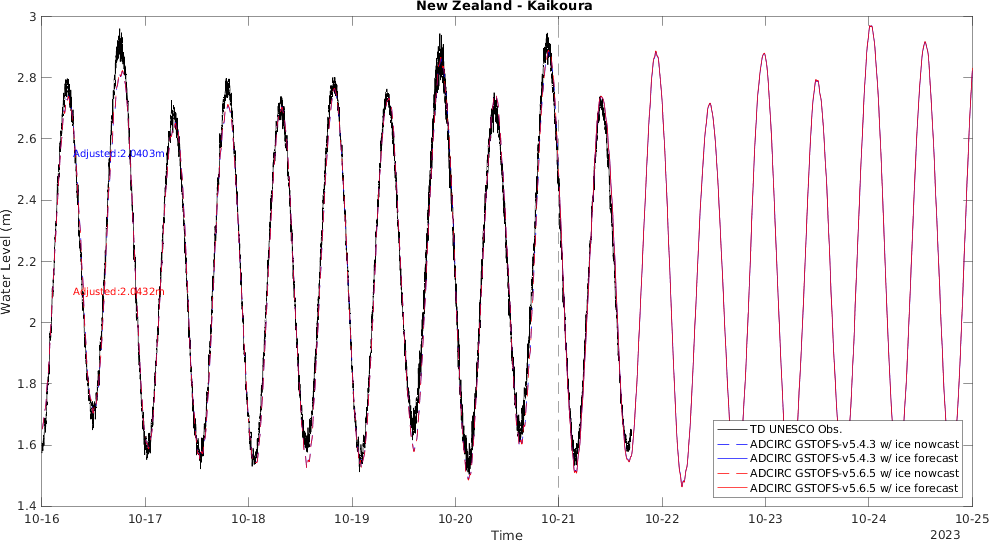 New Zealand - Kaikoura
3
2.8
2.6
2.4
2.2
2
1.8
1.6
1.4
Water Level (m)
Adjusted:2.0403m
Adjusted:2.0432m
TD UNESCO Obs.
ADCIRC GSTOFS-v5.4.3 w/ ice nowcast
ADCIRC GSTOFS-v5.4.3 w/ ice forecast
ADCIRC GSTOFS-v5.6.5 w/ ice nowcast
ADCIRC GSTOFS-v5.6.5 w/ ice forecast
10-16 10-17 10-18 10-19 10-20 10-21 10-22 10-23 10-24 10-25
Time
2023